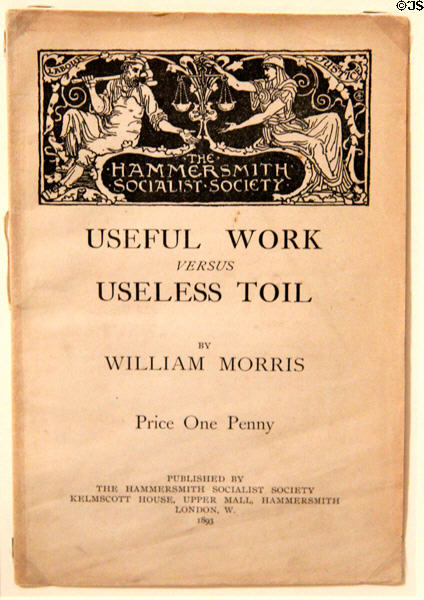 ©JS
LABOUR
JUSTICE
THE
HAMMERSMITH
SOCIALIST·SOCIETY·
USEFUL WORK
VERSUS
USELESS TOIL
BY
WILLIAM MORRIS
Price One Penny
PUBLISHED BY
THE HAMMERSMITH SOCIALIST SOCIETY
KELMSCOTT HOUSE, UPPER MALL, HAMMERSMITH
LONDON, W.
1893